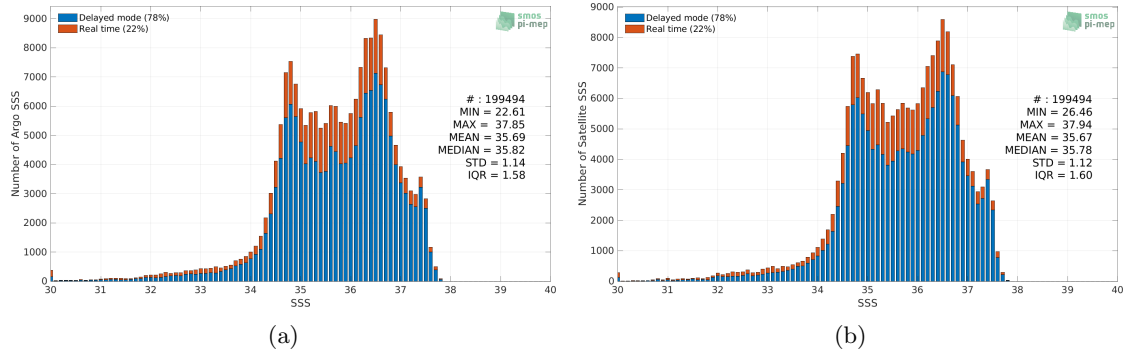 Delayed mode (78%)
Real time (22%)
smos
pi-mep
9000
8000
7000
6000
5000
4000
3000
2000
1000
0
Number of Argo SSS
# : 199494
MIN = 22.61
MAX = 37.85
MEAN = 35.69
MEDIAN = 35.82
STD = 1.14
IQR = 1.58
30 31 32 33 34 35 36 37 38 39 40
SSS
(a)
Delayed mode (78%)
Real time (22%)
smos
pi-mep
9000
8000
7000
6000
5000
4000
3000
2000
1000
0
Number of Satellite SSS
# : 199494
MIN = 26.46
MAX = 37.94
MEAN = 35.67
MEDIAN = 35.78
STD = 1.12
IQR = 1.60
30 31 32 33 34 35 36 37 38 39 40
SSS
(b)